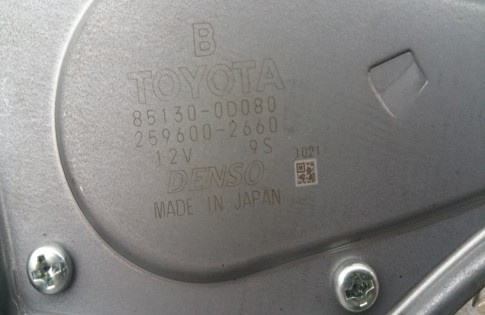 B
TOYOTA
85130-0D080
259600-2660
12V 9S 1021
DENSO
MADE IN JAPAN